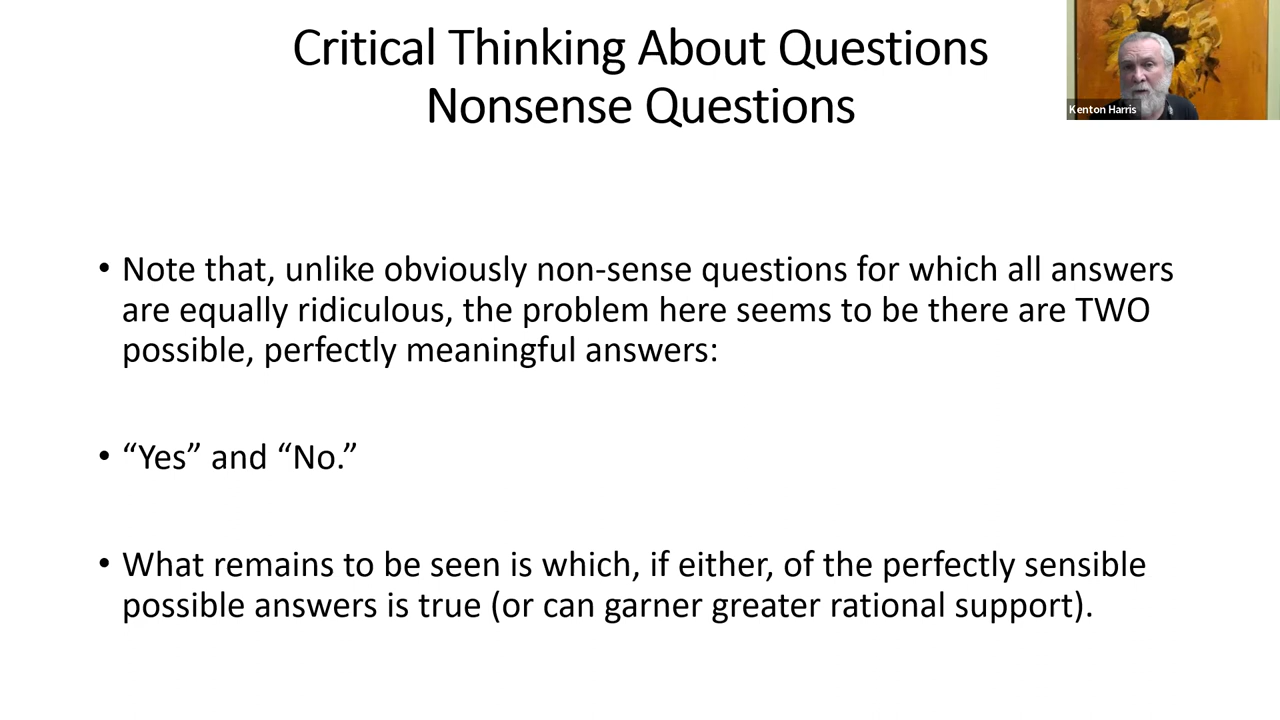 Critical Thinking About Questions
Nonsense Questions
Kenton Harris
• Note that, unlike obviously non-sense questions for which all answers
are equally ridiculous, the problem here seems to be there are TWO
possible, perfectly meaningful answers:
• “Yes” and “No.”
• What remains to be seen is which, if either, of the perfectly sensible
possible answers is true (or can garner greater rational support).